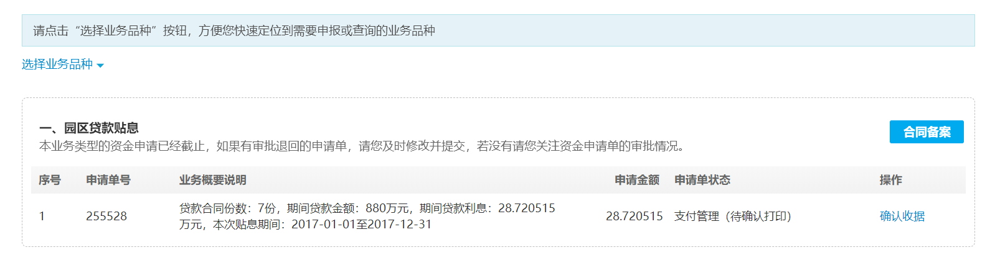 请点击“选择业务品种”按钮，方便您快速定位到需要申报或查询的业务品种
选择业务品种
一、园区贷款贴息
合同备案
本业务类型的资金申请已经截止，如果有审批退回的申请单，请您及时修改并提交，若没有请您关注资金申请单的审批情况。
序号 申请单号 业务概要说明 申请金额 申请单状态 操作
贷款合同份数：7份，期间贷款金额：880万元，期间贷款利息：28.720515
1 255528 28.720515 支付管理（待确认打印） 确认收据
万元，本次贴息期间：2017-01-01至2017-12-31